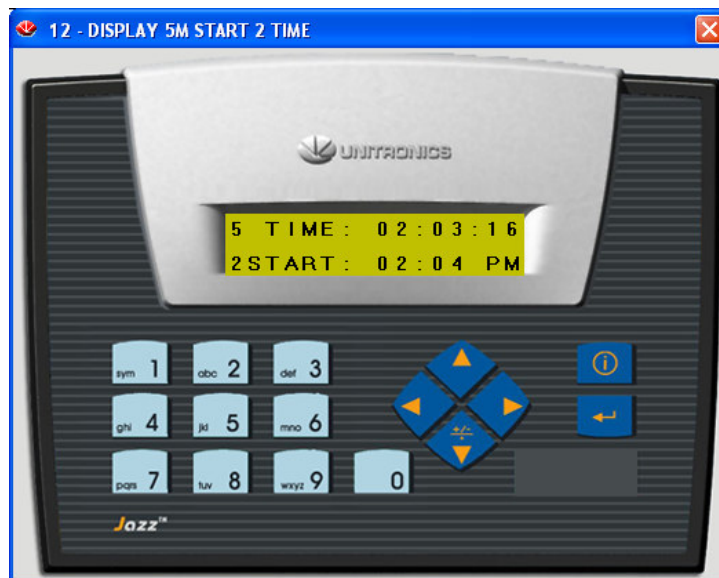 12 - DISPLAY 5M START 2 TIME
UNITRONICS
5 TIME: 02:03:16
2START: 02:04 PM
sym 1 abc 2 def 3
ghi 4 jkl 5 mno 6
pqrs 7 tuv 8 wxyz 9 0
+/-
Jazz™